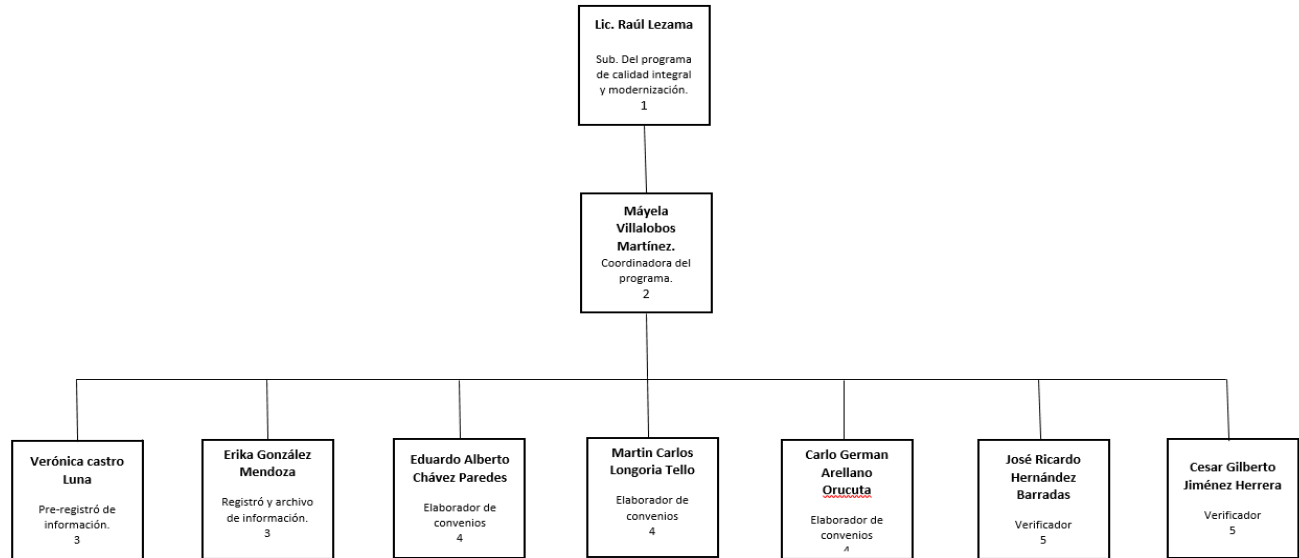 Lic. Raúl Lezama
Sub. Del programa
de calidad integral
y modernización.
1
Máyela
Villalobos
Martínez.
Coordinadora del
programa.
2
Verónica castro
Luna
Pre-registró de
información.
3
Erika González
Mendoza
Registró y archivo
de información.
3
Eduardo Alberto
Chávez Paredes
Elaborador de
convenios
4
Martin Carlos
Longoria Tello
Elaborador de
convenios
4
Carlo German
Arellano
Orucuta
Elaborador de
convenios
4
José Ricardo
Hernández
Barradas
Verificador
5
Cesar Gilberto
Jiménez Herrera
Verificador
5